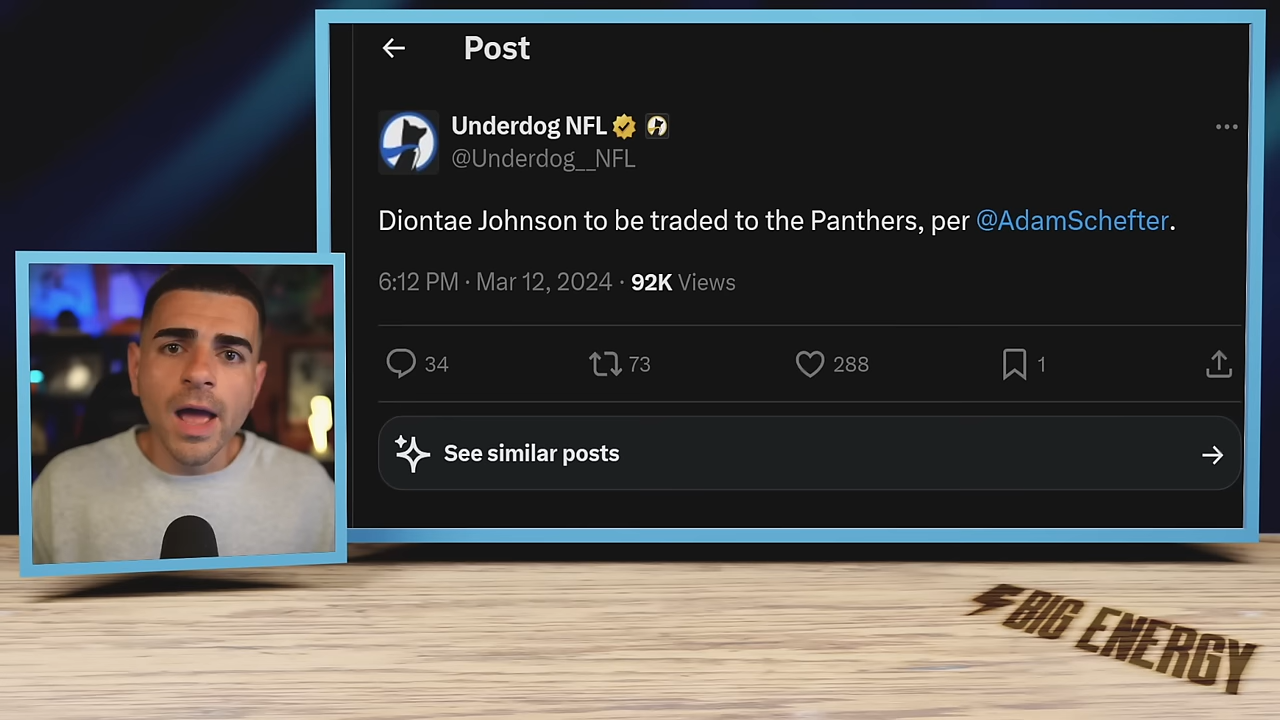 Post
Underdog NFL
@Underdog__NFL
Diontae Johnson to be traded to the Panthers, per @AdamSchefter.
6:12 PM · Mar 12, 2024 · 92K Views
34 73 288 1
See similar posts
BIG ENERGY